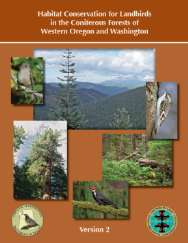 Habitat Conservation for Landbirds
in the Coniferous Forests of
Western Oregon and Washington
Version 2